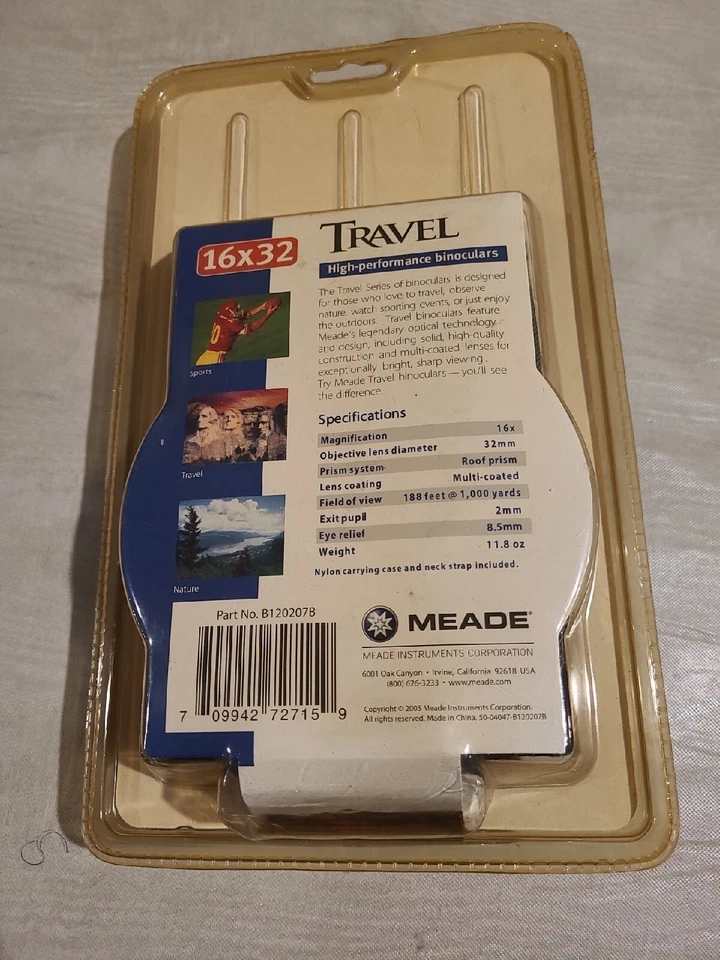 16x32
TRAVEL
High-performance binoculars
The Travel Series of binoculars is designed
for those who love to travel, observe
nature, watch sporting events, or just enjoy
the outdoors. Travel binoculars feature
Meade's legendary optical technology
and design, including solid, high-quality
construction and multi-coated lenses for
exceptionally bright, sharp viewing.
Try Meade Travel binoculars — you'll see
the difference.
Sports
Travel
Nature
Specifications
Magnification 16x
Objective lens diameter 32mm
Prism system Roof prism
Lens coating Multi-coated
Field of view 188 feet @ 1,000 yards
Exit pupil 2mm
Eye relief 8.5mm
Weight 11.8 oz
Nylon carrying case and neck strap included.
Part No. B120207B
7 09942 72715 9
MEADE®
MEADE INSTRUMENTS CORPORATION
6001 Oak Canyon • Irvine, California 92618 USA
(800) 626-3233 • www.meade.com
Copyright © 2005 Meade Instruments Corporation.
All rights reserved. Made in China. 50-04047-B120207B